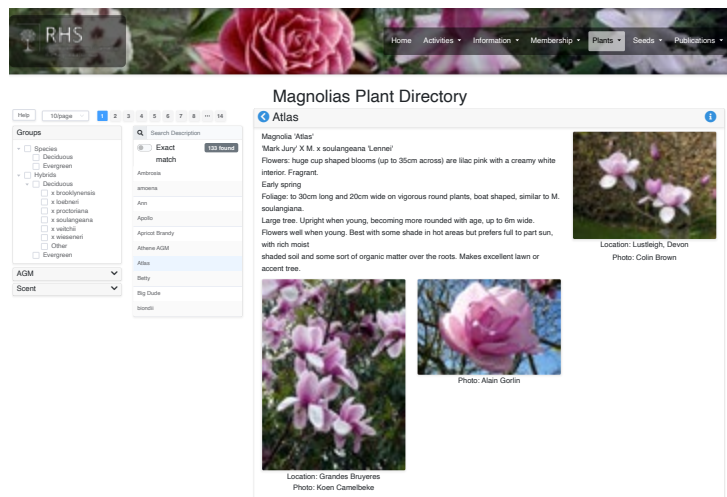 RHS
Home Activities Information Membership Plants Seeds Publications
Magnolias Plant Directory
Help 10/page 1 2 3 4 5 6 7 8 ··· 14
Groups
Species
Deciduous
Evergreen
Hybrids
Deciduous
x brooklynensis
x loebneri
x proctoriana
x soulangeana
x veitchii
x wieseneri
Other
Evergreen
AGM
Scent
Search Description
Exact match 133 found
Ambrosia
amoena
Ann
Apollo
Apricot Brandy
Athene AGM
Atlas
Betty
Big Dude
biondii
Atlas
Magnolia 'Atlas'
'Mark Jury' X M. x soulangeana 'Lennei'
Flowers: huge cup shaped blooms (up to 35cm across) are lilac pink with a creamy white
interior. Fragrant.
Early spring
Foliage: to 30cm long and 20cm wide on vigorous round plants, boat shaped, similar to M.
soulangiana.
Large tree. Upright when young, becoming more rounded with age, up to 6m wide.
Flowers well when young. Best with some shade in hot areas but prefers full to part sun,
with rich moist
shaded soil and some sort of organic matter over the roots. Makes excellent lawn or
accent tree.
Location: Lustleigh, Devon
Photo: Colin Brown
Photo: Alain Gorlin
Location: Grandes Bruyeres
Photo: Koen Camelbeke